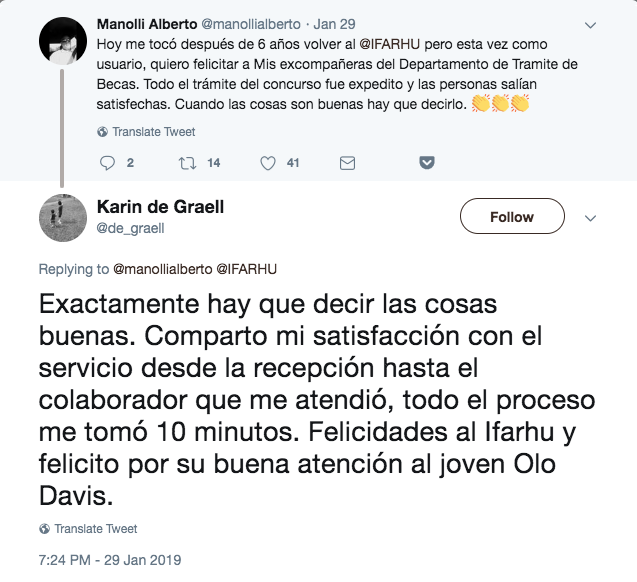 Manolli Alberto @manollialberto · Jan 29
Hoy me tocó después de 6 años volver al @IFARHU pero esta vez como
usuario, quiero felicitar a Mis excompañeras del Departamento de Tramite de
Becas. Todo el trámite del concurso fue expedito y las personas salían
satisfechas. Cuando las cosas son buenas hay que decirlo. 👏👏👏
Translate Tweet
2 14 41
Karin de Graell
@de_graell
Follow
Replying to @manollialberto @IFARHU
Exactamente hay que decir las cosas
buenas. Comparto mi satisfacción con el
servicio desde la recepción hasta el
colaborador que me atendió, todo el proceso
me tomó 10 minutos. Felicidades al Ifarhu y
felicito por su buena atención al joven Olo
Davis.
Translate Tweet
7:24 PM - 29 Jan 2019